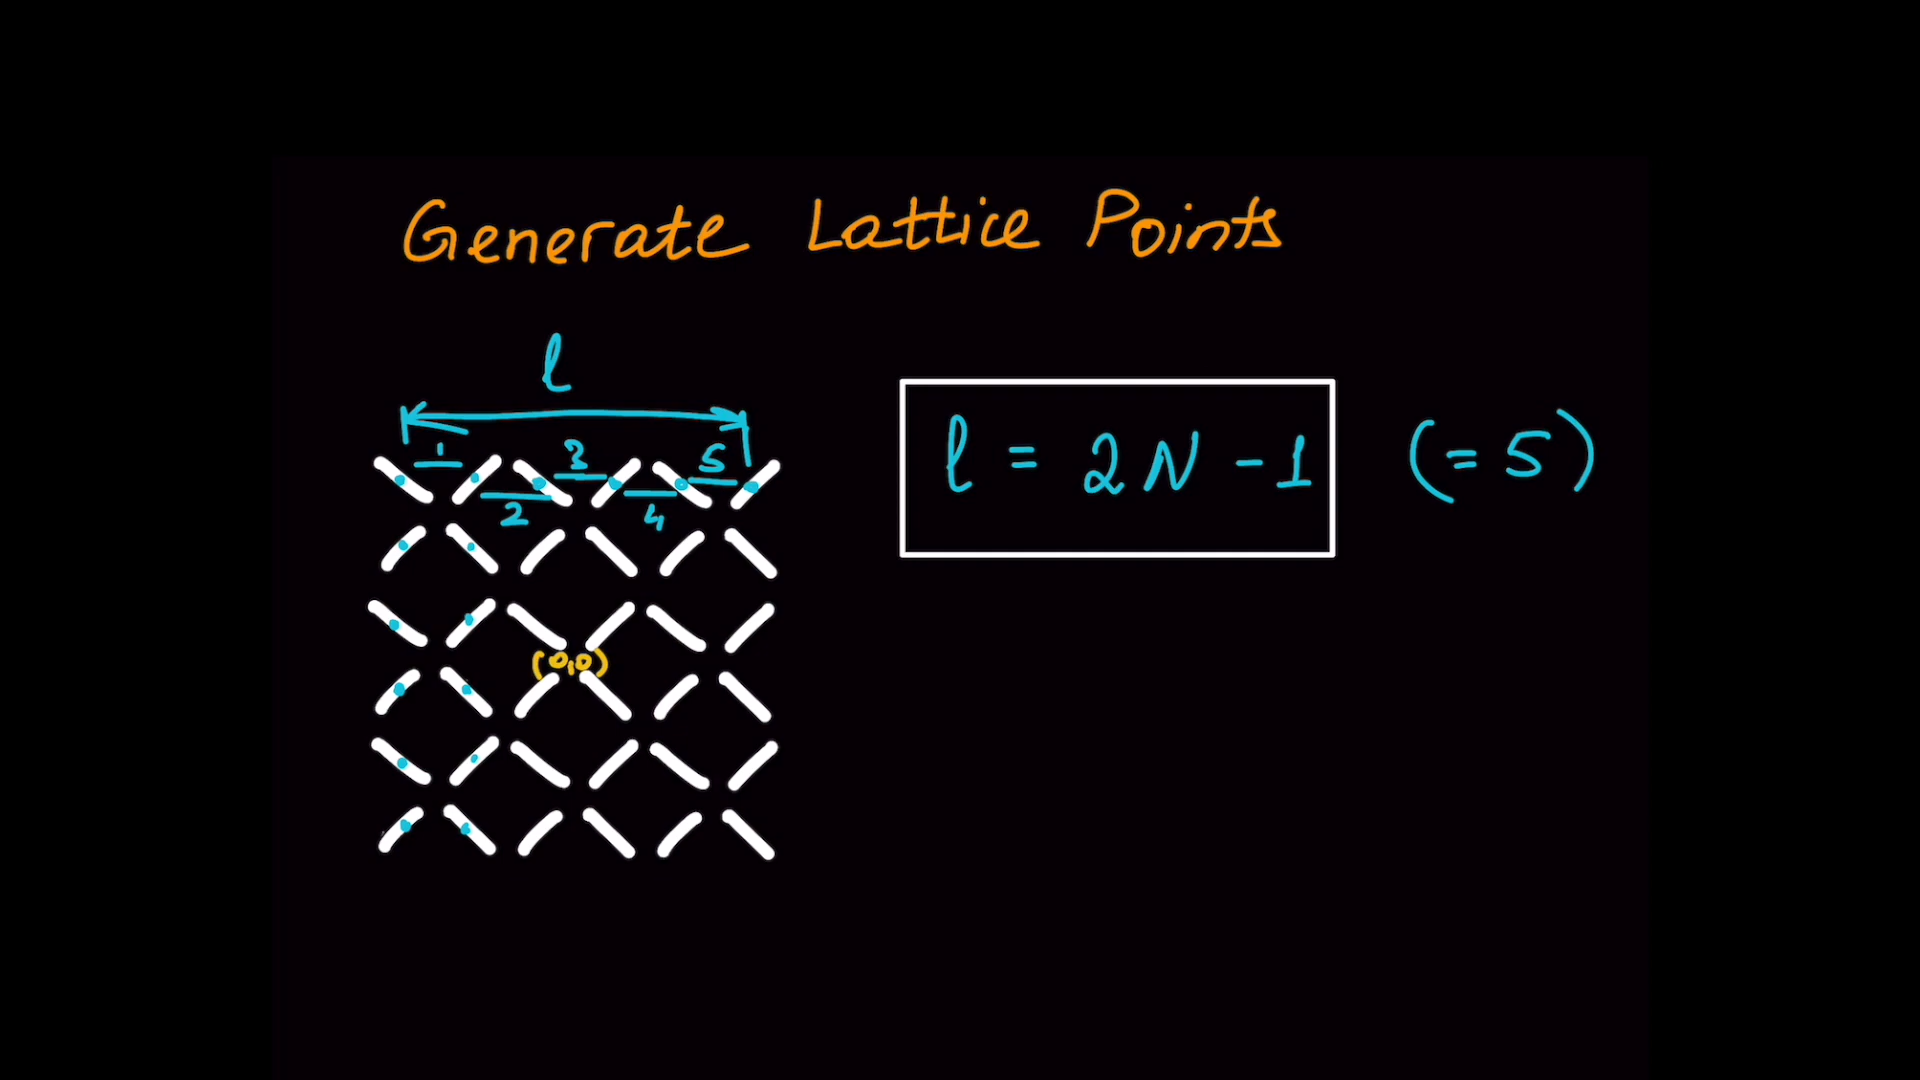 Generate Lattice Points
l
1 3 5
2 4
l = 2N - 1 (= 5)
(0,0)